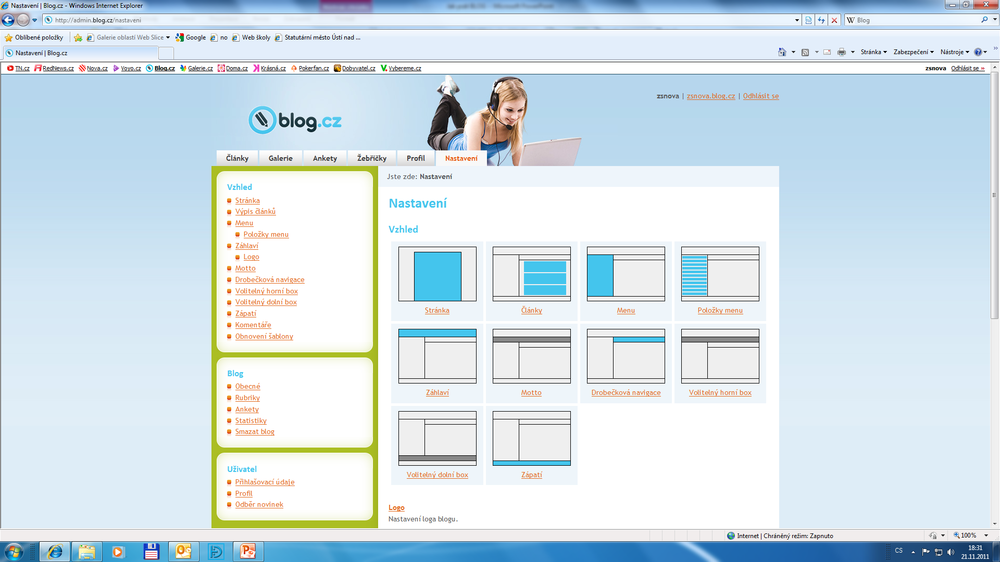 Nastavení | Blog.cz - Windows Internet Explorer
http://admin.blog.cz/nastaveni
Blog
Oblíbené položky
Galerie oblastí Web Slice
Google
no
Web školy
Statutární město Ústí nad ...
Nastavení | Blog.cz
Stránka
Zabezpečení
Nástroje
TN.cz RedNews.cz Nova.cz Voyo.cz Blog.cz Galerie.cz Doma.cz Krásná.cz Pokerfan.cz Dobyvatel.cz Vybereme.cz
zsnova Odhlásit se »
zsnova | zsnova.blog.cz | Odhlásit se
blog.cz
Články Galerie Ankety Žebříčky Profil Nastavení
Vzhled
Stránka
Výpis článků
Menu
Položky menu
Záhlaví
Logo
Motto
Drobečková navigace
Volitelný horní box
Volitelný dolní box
Zápatí
Komentáře
Obnovení šablony
Blog
Obecné
Rubriky
Ankety
Statistiky
Smazat blog
Uživatel
Přihlašovací údaje
Profil
Odběr novinek
Jste zde: Nastavení
Nastavení
Vzhled
Stránka Články Menu Položky menu
Záhlaví Motto Drobečková navigace Volitelný horní box
Volitelný dolní box Zápatí
Logo
Nastavení loga blogu.
Internet | Chráněný režim: Zapnuto
100%
CS
18:31
21.11.2011